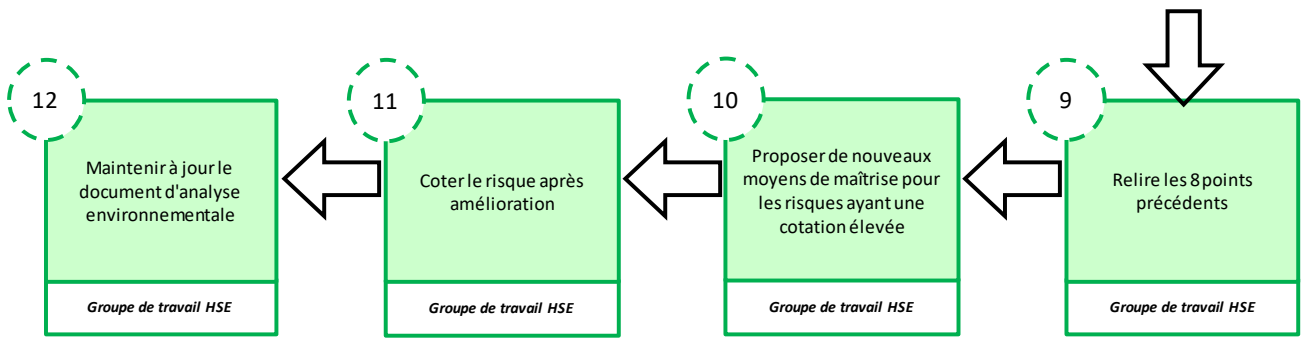 12
Maintenir à jour le
document d'analyse
environnementale
Groupe de travail HSE
11
Coter le risque après
amélioration
Groupe de travail HSE
10
Proposer de nouveaux
moyens de maîtrise pour
les risques ayant une
cotation élevée
Groupe de travail HSE
9
Relire les 8 points
précédents
Groupe de travail HSE